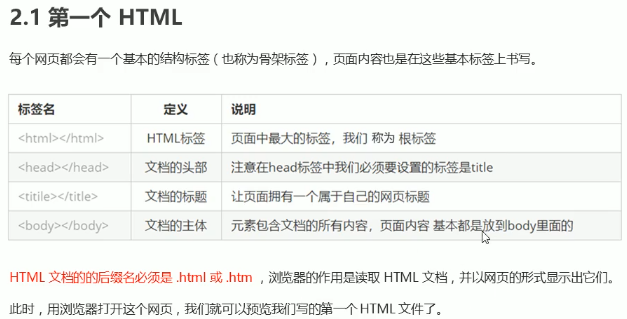 2.1 第一个 HTML
每个网页都会有一个基本的结构标签（也称为骨架标签），页面内容也是在这些基本标签上书写。
标签名 定义 说明
<html></html> HTML标签 页面中最大的标签，我们 称为 根标签
<head></head> 文档的头部 注意在head标签中我们必须要设置的标签是title
<titile></title> 文档的标题 让页面拥有一个属于自己的网页标题
<body></body> 文档的主体 元素包含文档的所有内容，页面内容 基本都是放到body里面的
HTML 文档的的后缀名必须是 .html 或 .htm ，浏览器的作用是读取 HTML 文档，并以网页的形式显示出它们。
此时，用浏览器打开这个网页，我们就可以预览我们写的第一个 HTML 文件了。